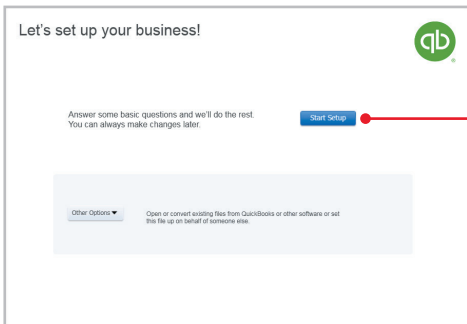 Let's set up your business!
qb
Answer some basic questions and we'll do the rest.
You can always make changes later.
Start Setup
Other Options ▼
Open or convert existing files from QuickBooks or other software or set
this file up on behalf of someone else.